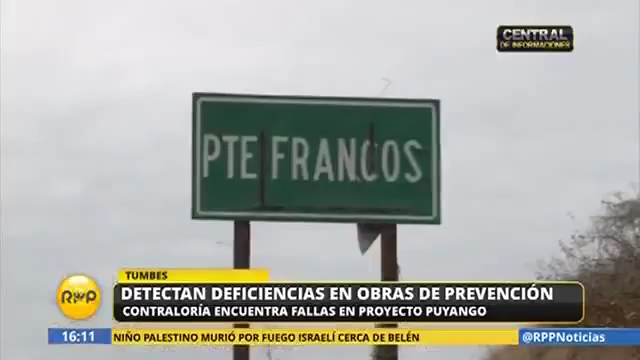 CENTRAL
DE INFORMACIONES
PTE FRANCOS
TUMBES
RPP
DETECTAN DEFICIENCIAS EN OBRAS DE PREVENCIÓN
CONTRALORÍA ENCUENTRA FALLAS EN PROYECTO PUYANGO
16:11 NIÑO PALESTINO MURIÓ POR FUEGO ISRAELÍ CERCA DE BELÉN @RPPNoticias